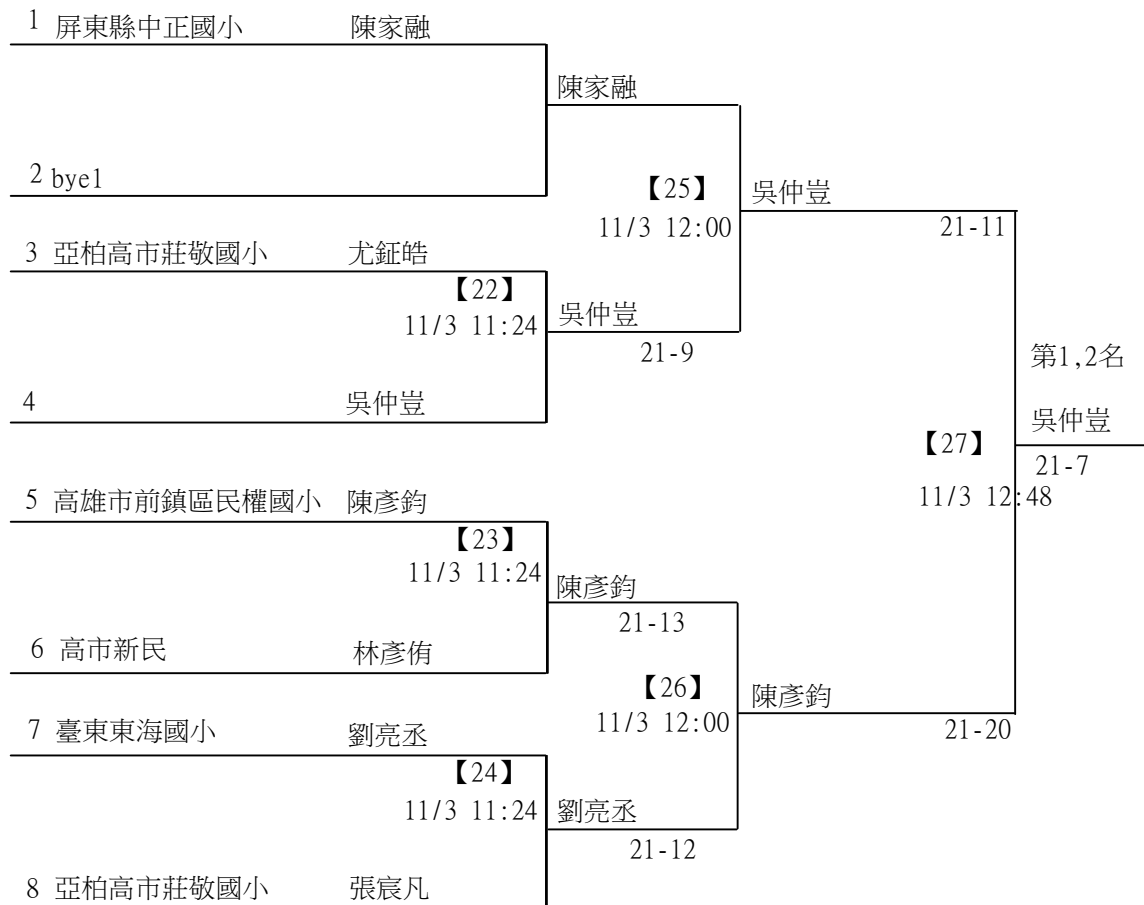 1 屏東縣中正國小 陳家融
陳家融
2 bye1
【25】
吳仲豈
11/3 12:00
21-11
3 亞柏高市莊敬國小 尤鉦皓
【22】
吳仲豈
11/3 11:24
21-9
第1,2名
4 吳仲豈
吳仲豈
【27】
21-7
11/3 12:48
5 高雄市前鎮區民權國小 陳彥鈞
【23】
11/3 11:24
陳彥鈞
21-13
6 高市新民 林彥侑
【26】
陳彥鈞
11/3 12:00
21-20
7 臺東東海國小 劉亮丞
【24】
11/3 11:24
劉亮丞
21-12
8 亞柏高市莊敬國小 張宸凡